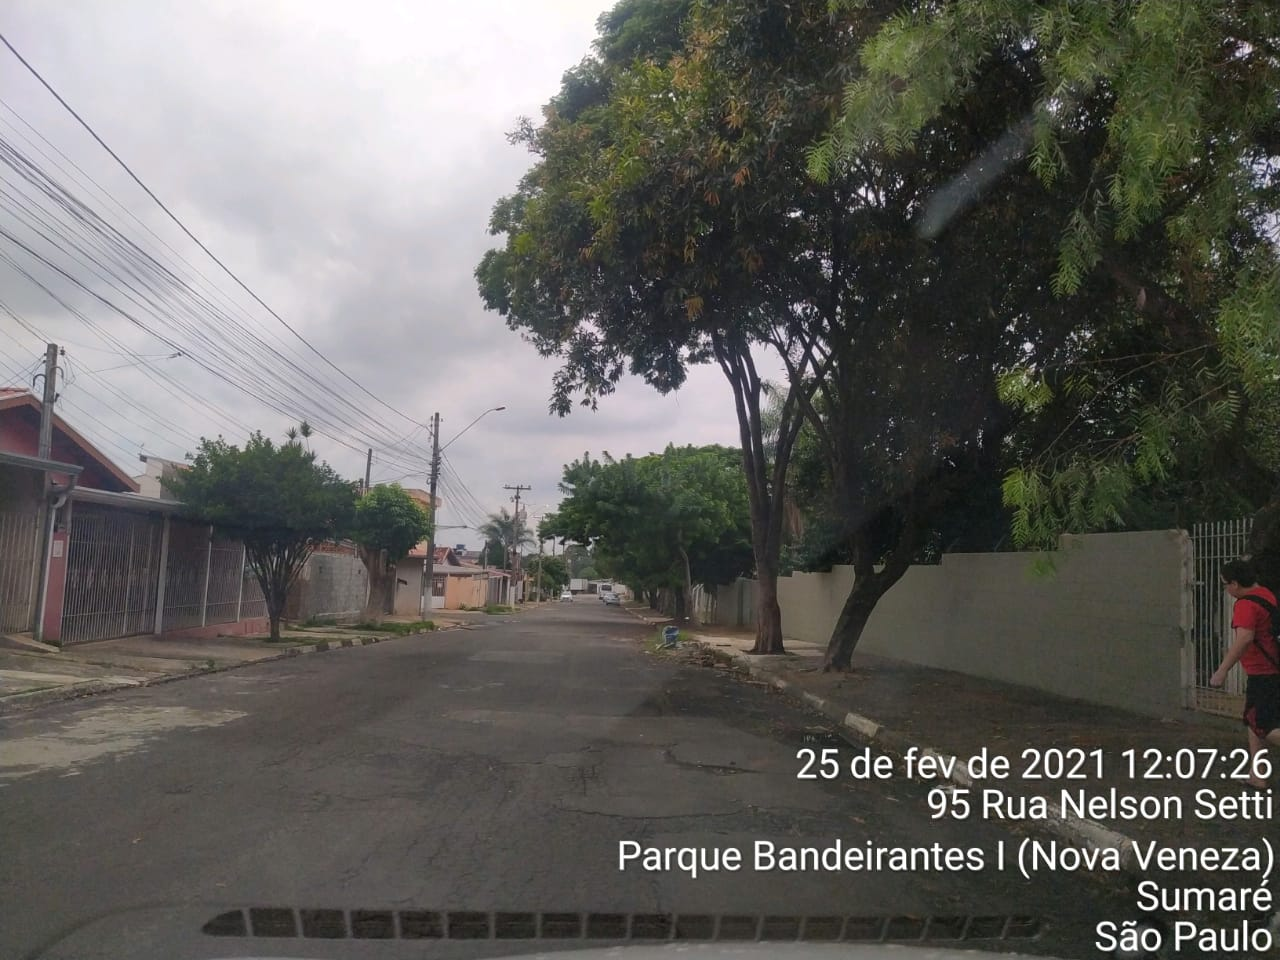 25 de fev de 2021 12:07:26
95 Rua Nelson Setti
Parque Bandeirantes I (Nova Veneza)
Sumaré
São Paulo